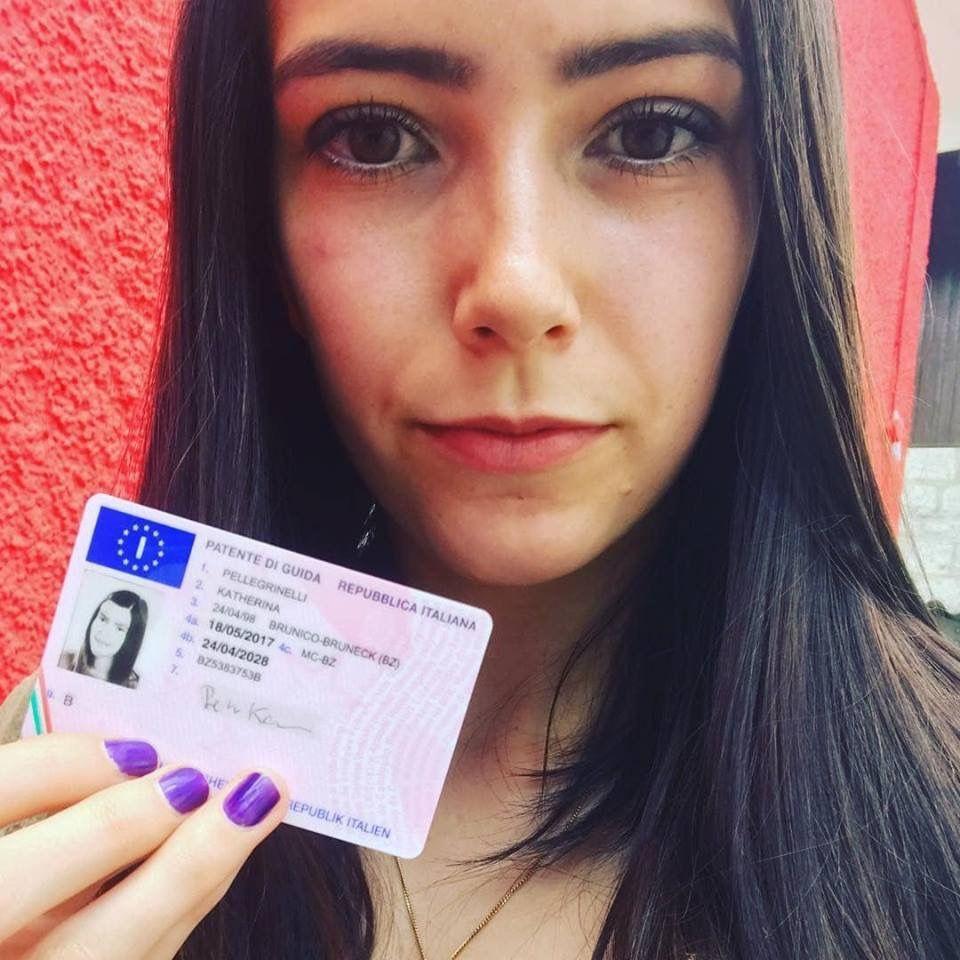 I
PATENTE DI GUIDA REPUBBLICA ITALIANA
1. PELLEGRINELLI
2. KATHERINA
3. 24/04/98 BRUNICO-BRUNECK (BZ)
4a. 18/05/2017 4c. MC-BZ
4b. 24/04/2028
5. BZ5383753B
7.
9. B
REPUBLIK ITALIEN